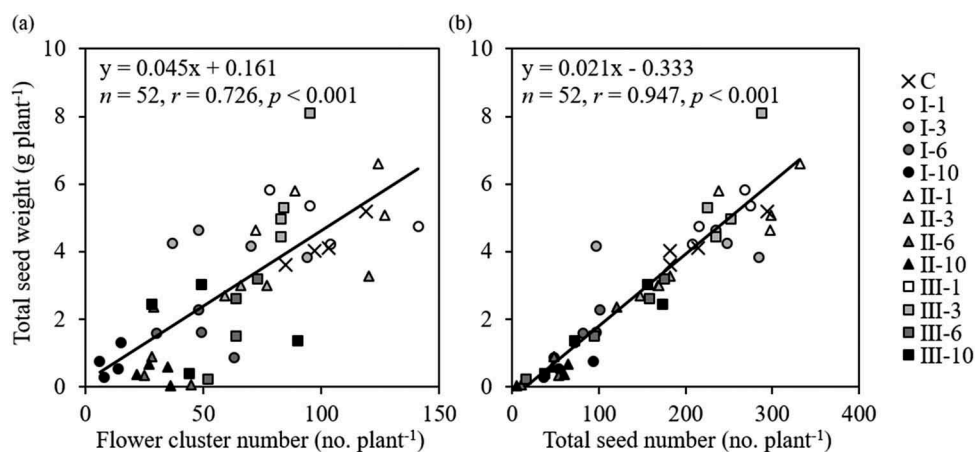 (a)
y = 0.045x + 0.161
n = 52, r = 0.726, p < 0.001
Total seed weight (g plant⁻¹)
10
8
6
4
2
0
0
50
100
150
Flower cluster number (no. plant⁻¹)
(b)
y = 0.021x - 0.333
n = 52, r = 0.947, p < 0.001
10
8
6
4
2
0
0
100
200
300
400
Total seed number (no. plant⁻¹)
C
I-1
I-3
I-6
I-10
II-1
II-3
II-6
II-10
III-1
III-3
III-6
III-10